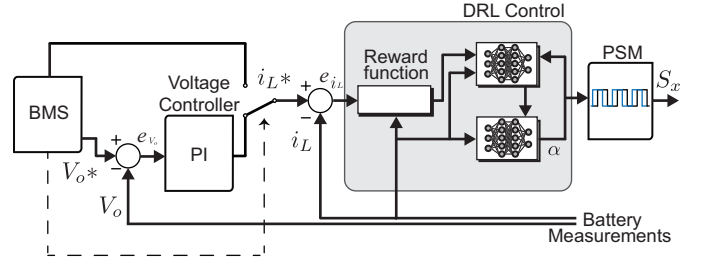 DRL Control
Reward
function
PSM
Voltage
Controller
BMS
PI
i_L*
e_{i_L}
S_x
+
−
i_L
α
+
−
e_{V_o}
V_o*
V_o
Battery
Measurements